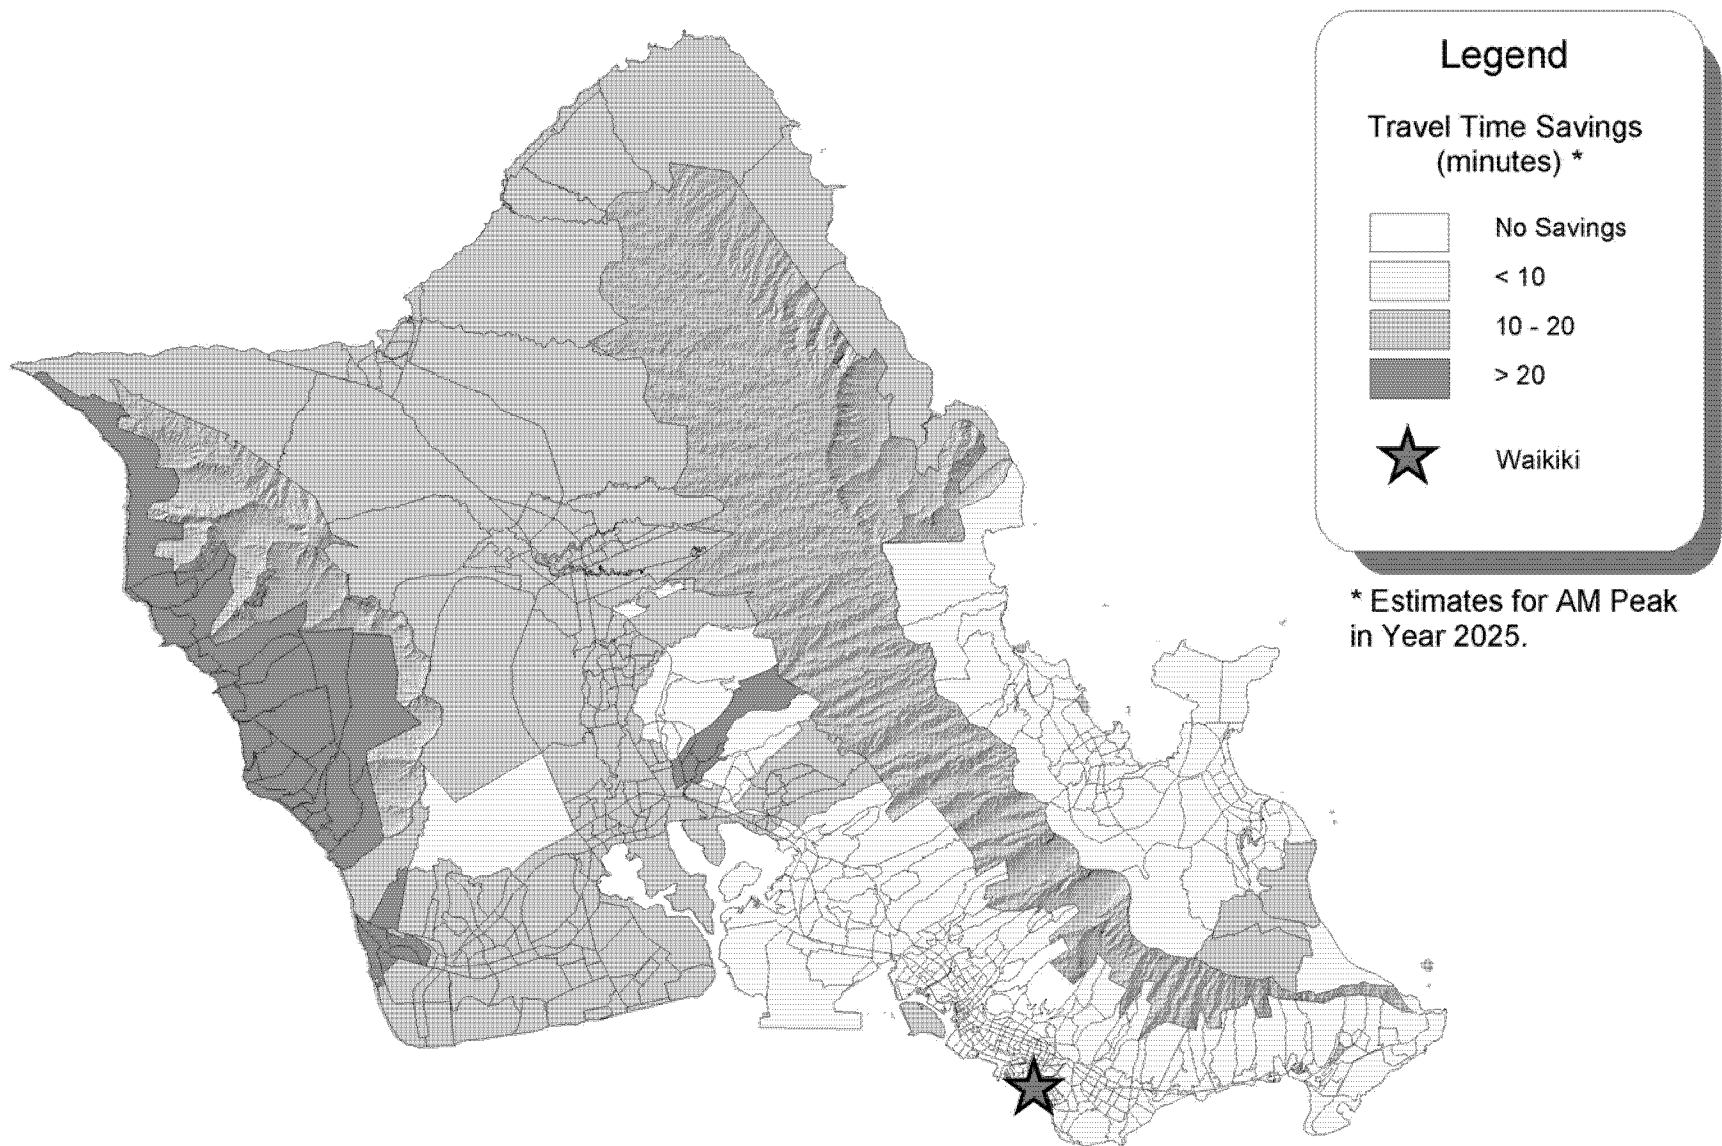 Legend
Travel Time Savings
(minutes) *
No Savings
< 10
10 - 20
> 20
Waikiki
* Estimates for AM Peak
in Year 2025.